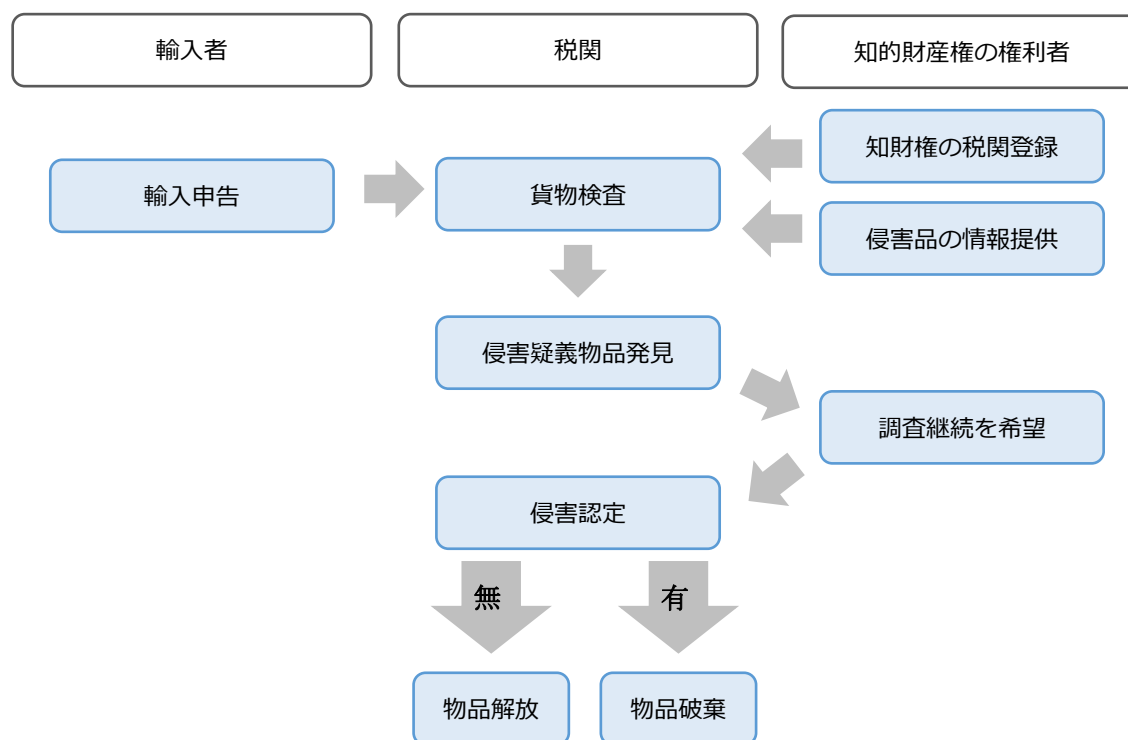 輸入者
税関
知的財産権の権利者
知財権の税関登録
輸入申告
貨物検査
侵害品の情報提供
侵害疑義物品発見
調査継続を希望
侵害認定
無
有
物品解放
物品破棄